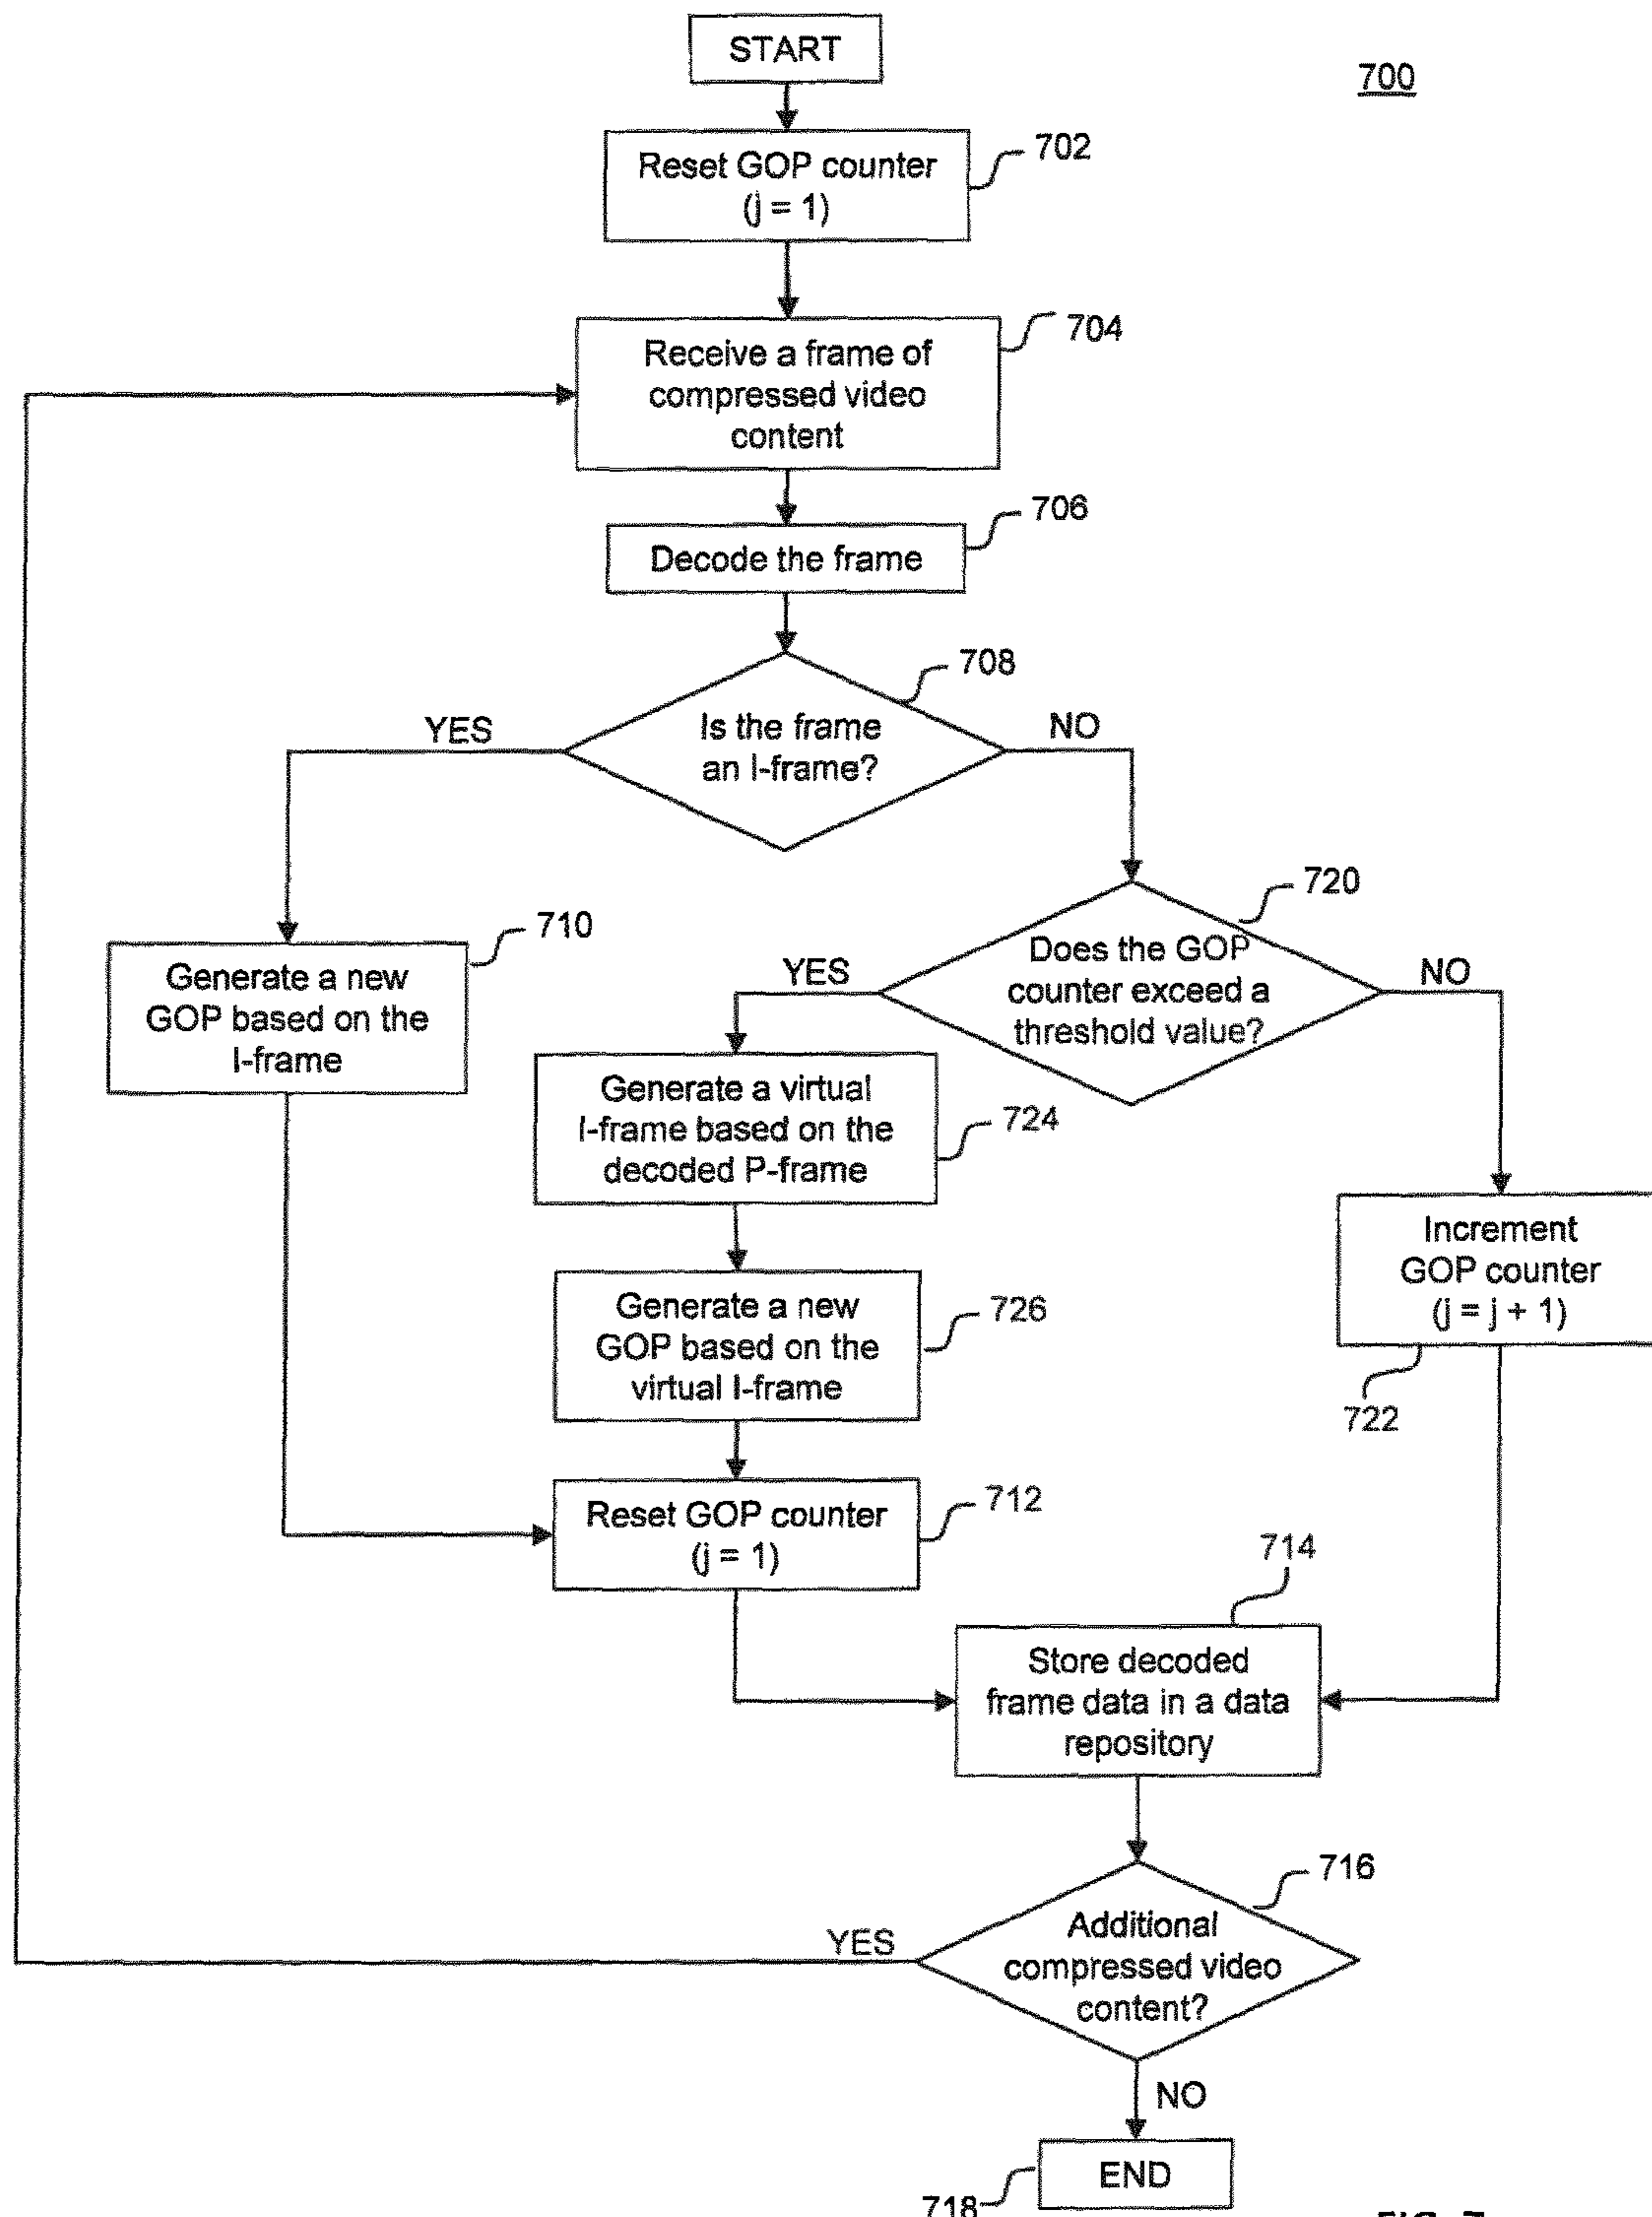 START
700
Reset GOP counter
(j = 1)
702
Receive a frame of
compressed video
content
704
Decode the frame
706
708
Is the frame
an I-frame?
YES
NO
720
Does the GOP
counter exceed a
threshold value?
YES
NO
710
Generate a new
GOP based on the
I-frame
Generate a virtual
I-frame based on the
decoded P-frame
724
Increment
GOP counter
(j = j + 1)
722
Generate a new
GOP based on the
virtual I-frame
726
Reset GOP counter
(j = 1)
712
714
Store decoded
frame data in a data
repository
716
Additional
compressed video
content?
YES
NO
END
718